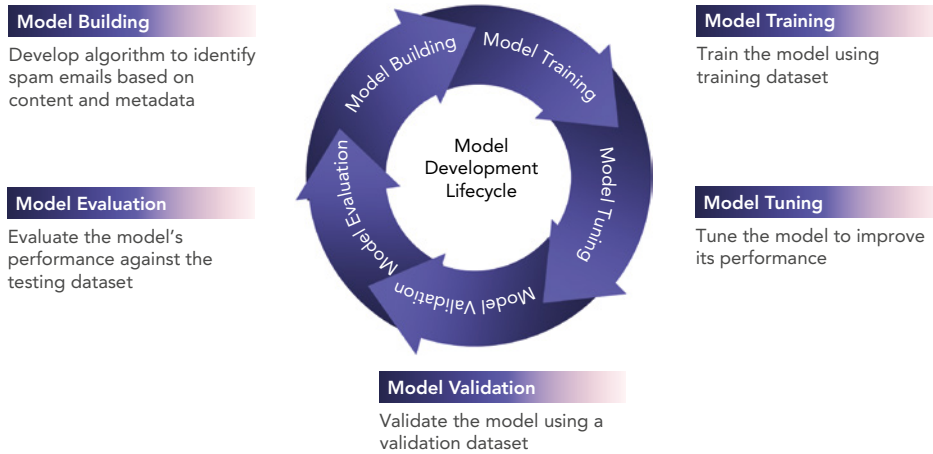 Model Building
Develop algorithm to identify
spam emails based on
content and metadata
Model Training
Train the model using
training dataset
Model Building
Model Training
Model Tuning
Model Validation
Model Evaluation
Model
Development
Lifecycle
Model Evaluation
Evaluate the model's
performance against the
testing dataset
Model Tuning
Tune the model to improve
its performance
Model Validation
Validate the model using a
validation dataset